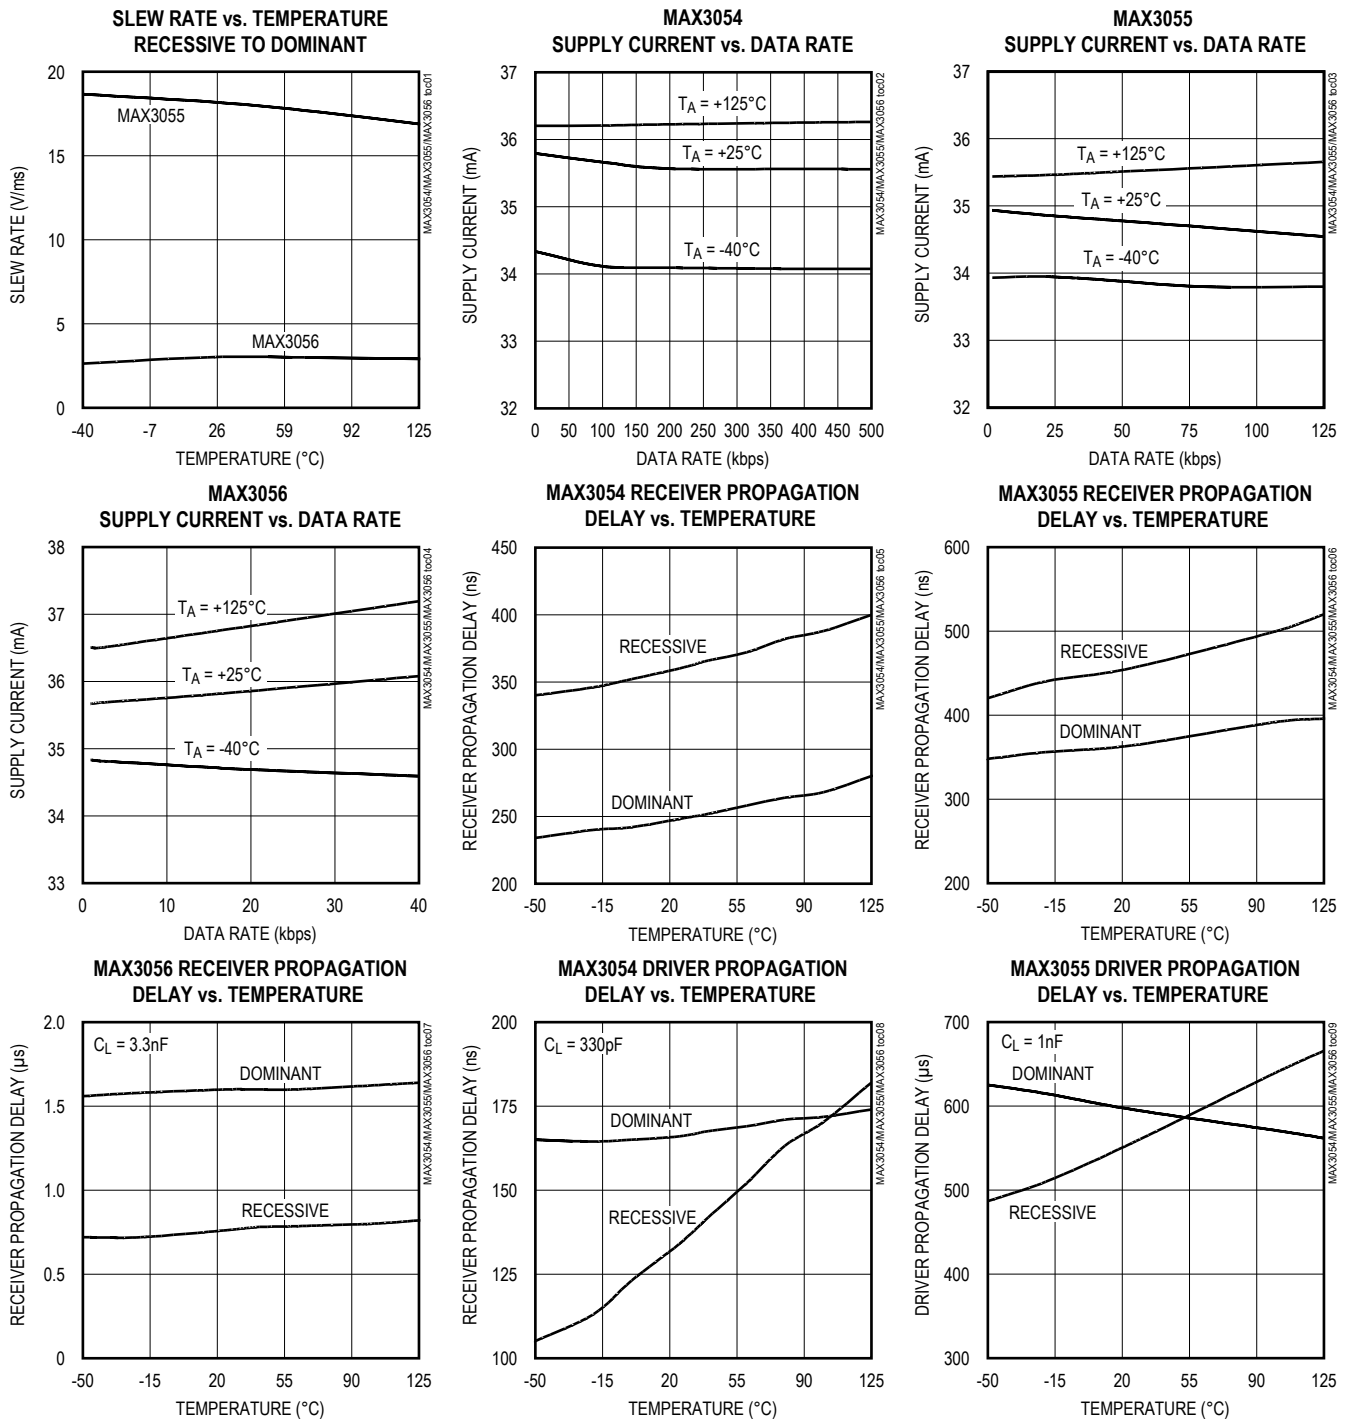 SLEW RATE vs. TEMPERATURE
RECESSIVE TO DOMINANT
SLEW RATE (V/ms)
20
15
10
5
0
MAX3055
MAX3056
-40 -7 26 59 92 125
TEMPERATURE (°C)
MAX3054/MAX3055/MAX3056 toc01
MAX3054
SUPPLY CURRENT vs. DATA RATE
SUPPLY CURRENT (mA)
37
36
35
34
33
32
TA = +125°C
TA = +25°C
TA = -40°C
0 50 100 150 200 250 300 350 400 450 500
DATA RATE (kbps)
MAX3054/MAX3055/MAX3056 toc02
MAX3055
SUPPLY CURRENT vs. DATA RATE
SUPPLY CURRENT (mA)
37
36
35
34
33
32
TA = +125°C
TA = +25°C
TA = -40°C
0 25 50 75 100 125
DATA RATE (kbps)
MAX3054/MAX3055/MAX3056 toc03
MAX3056
SUPPLY CURRENT vs. DATA RATE
SUPPLY CURRENT (mA)
38
37
36
35
34
33
TA = +125°C
TA = +25°C
TA = -40°C
0 10 20 30 40
DATA RATE (kbps)
MAX3054/MAX3055/MAX3056 toc04
MAX3054 RECEIVER PROPAGATION
DELAY vs. TEMPERATURE
RECEIVER PROPAGATION DELAY (ns)
450
400
350
300
250
200
RECESSIVE
DOMINANT
-50 -15 20 55 90 125
TEMPERATURE (°C)
MAX3054/MAX3055/MAX3056 toc05
MAX3055 RECEIVER PROPAGATION
DELAY vs. TEMPERATURE
RECEIVER PROPAGATION DELAY (ns)
600
500
400
300
200
RECESSIVE
DOMINANT
-50 -15 20 55 90 125
TEMPERATURE (°C)
MAX3054/MAX3055/MAX3056 toc06
MAX3056 RECEIVER PROPAGATION
DELAY vs. TEMPERATURE
RECEIVER PROPAGATION DELAY (µs)
2.0
1.5
1.0
0.5
0
CL = 3.3nF
DOMINANT
RECESSIVE
-50 -15 20 55 90 125
TEMPERATURE (°C)
MAX3054/MAX3055/MAX3056 toc07
MAX3054 DRIVER PROPAGATION
DELAY vs. TEMPERATURE
RECEIVER PROPAGATION DELAY (ns)
200
175
150
125
100
CL = 330pF
DOMINANT
RECESSIVE
-50 -15 20 55 90 125
TEMPERATURE (°C)
MAX3054/MAX3055/MAX3056 toc08
MAX3055 DRIVER PROPAGATION
DELAY vs. TEMPERATURE
DRIVER PROPAGATION DELAY (µs)
700
600
500
400
300
CL = 1nF
DOMINANT
RECESSIVE
-50 -15 20 55 90 125
TEMPERATURE (°C)
MAX3054/MAX3055/MAX3056 toc09